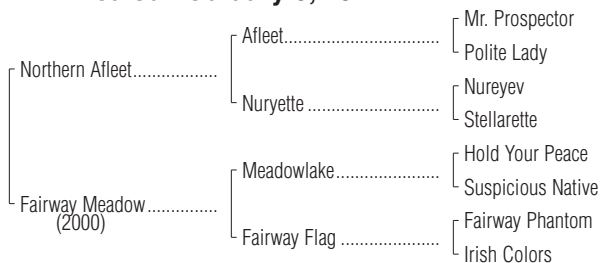 Afleet
Mr. Prospector
Polite Lady
Northern Afleet
Nuryette
Nureyev
Stellarette
Meadowlake
Hold Your Peace
Suspicious Native
Fairway Meadow
(2000)
Fairway Flag
Fairway Phantom
Irish Colors